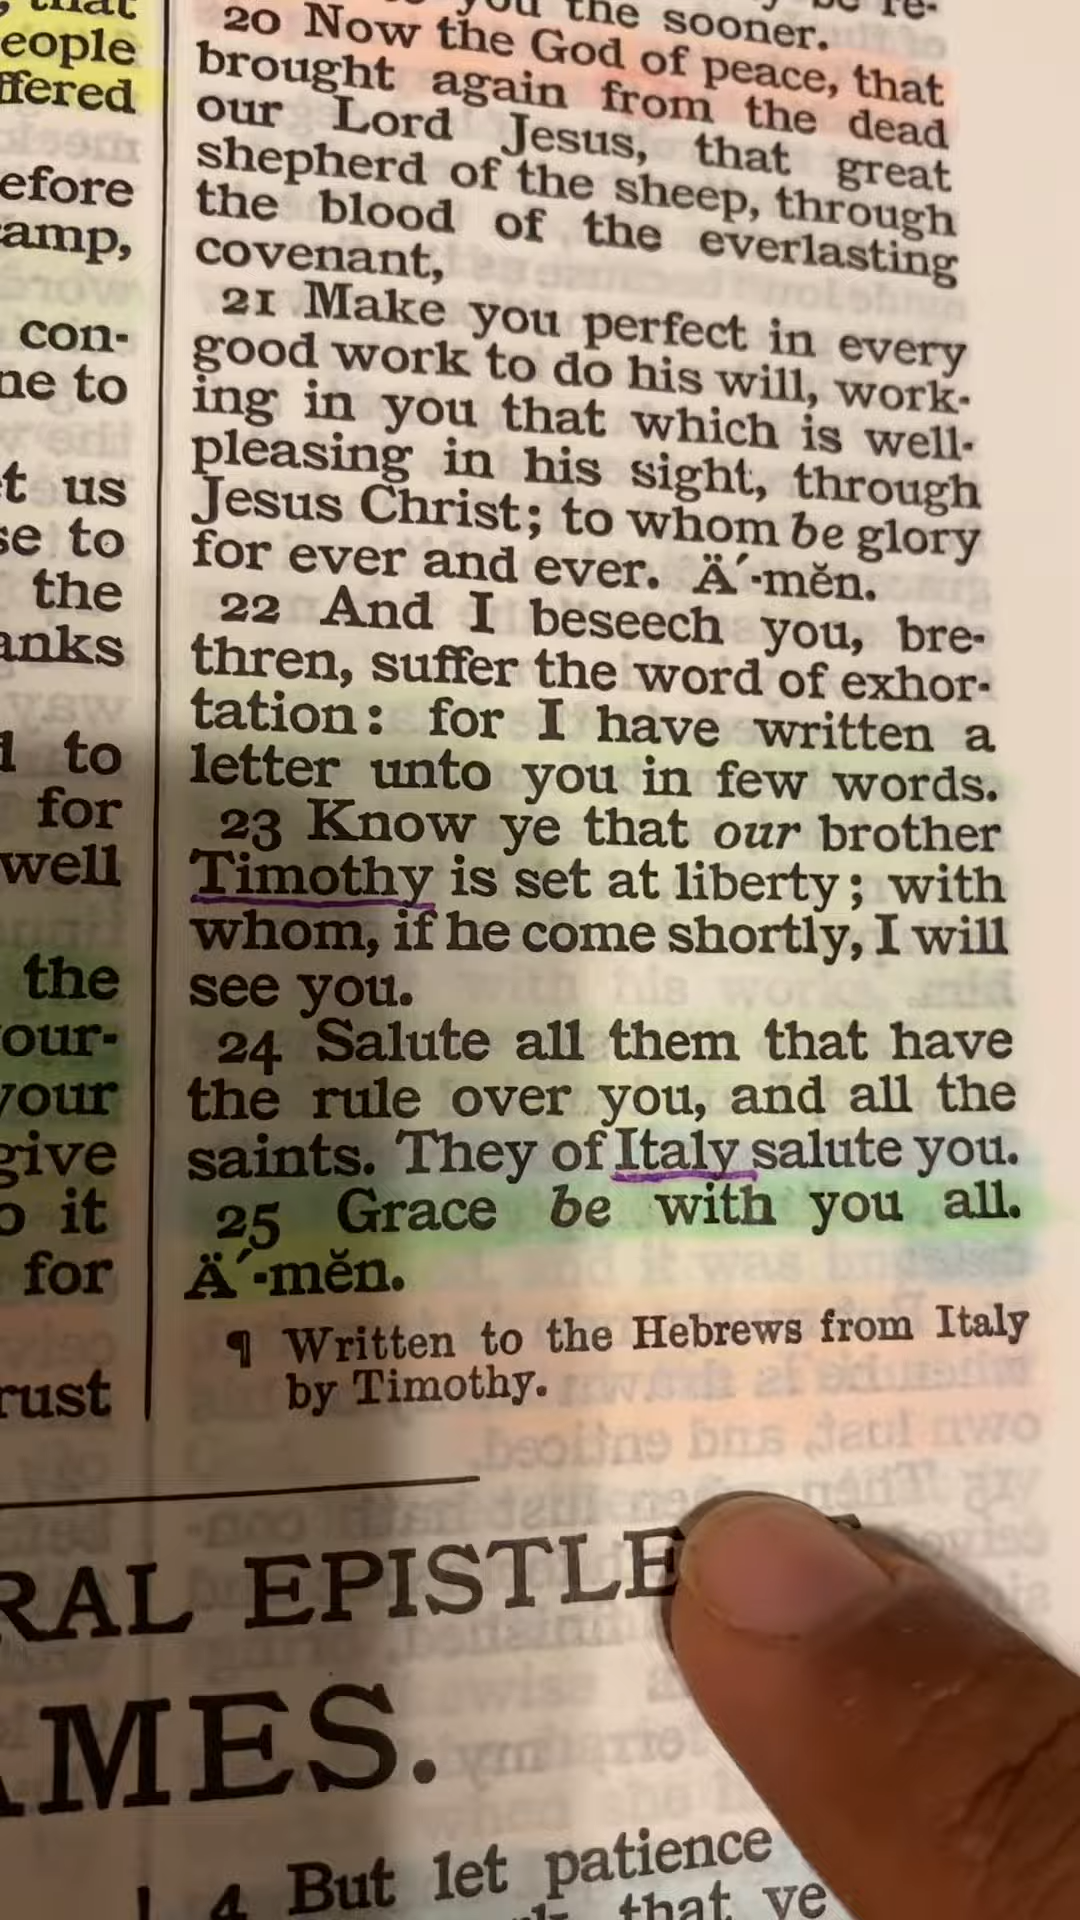 eople
ffered
efore
amp,
con-
ne to
t us
se to
the
anks
to
for
well
the
your-
your
give
it
for
rust
the sooner.
20 Now the God of peace, that
brought again from the dead
our Lord Jesus, that great
shepherd of the sheep, through
the blood of the everlasting
covenant,
21 Make you perfect in every
good work to do his will, work-
ing in you that which is well-
pleasing in his sight, through
Jesus Christ; to whom be glory
for ever and ever. Ä´-mĕn.
22 And I beseech you, bre-
thren, suffer the word of exhor-
tation: for I have written a
letter unto you in few words.
23 Know ye that our brother
Timothy is set at liberty; with
whom, if he come shortly, I will
see you.
24 Salute all them that have
the rule over you, and all the
saints. They of Italy salute you.
25 Grace be with you all.
Ä´-mĕn.
¶ Written to the Hebrews from Italy
by Timothy.
RAL EPISTLE
AMES.
4 But let patience
that ye